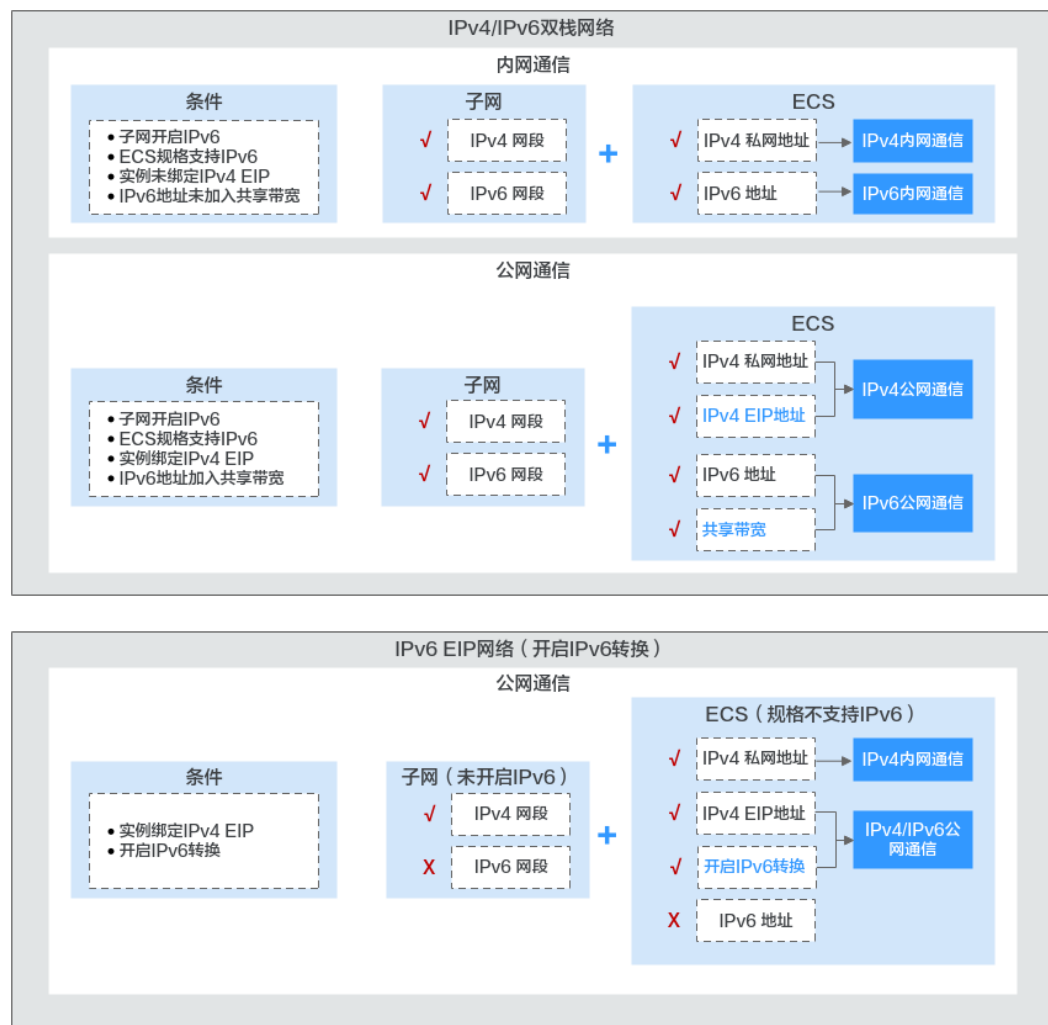 IPv4/IPv6双栈网络
内网通信
条件
• 子网开启IPv6
• ECS规格支持IPv6
• 实例未绑定IPv4 EIP
• IPv6地址未加入共享带宽
子网
√ IPv4 网段
√ IPv6 网段
+
ECS
√ IPv4 私网地址
IPv4内网通信
√ IPv6 地址
IPv6内网通信
公网通信
条件
• 子网开启IPv6
• ECS规格支持IPv6
• 实例绑定IPv4 EIP
• IPv6地址加入共享带宽
子网
√ IPv4 网段
√ IPv6 网段
+
ECS
√ IPv4 私网地址
√ IPv4 EIP地址
IPv4公网通信
√ IPv6 地址
√ 共享带宽
IPv6公网通信
IPv6 EIP网络（开启IPv6转换）
公网通信
条件
• 实例绑定IPv4 EIP
• 开启IPv6转换
子网（未开启IPv6）
√ IPv4 网段
X IPv6 网段
+
ECS（规格不支持IPv6）
√ IPv4 私网地址
IPv4内网通信
√ IPv4 EIP地址
√ 开启IPv6转换
IPv4/IPv6公
网通信
X IPv6 地址